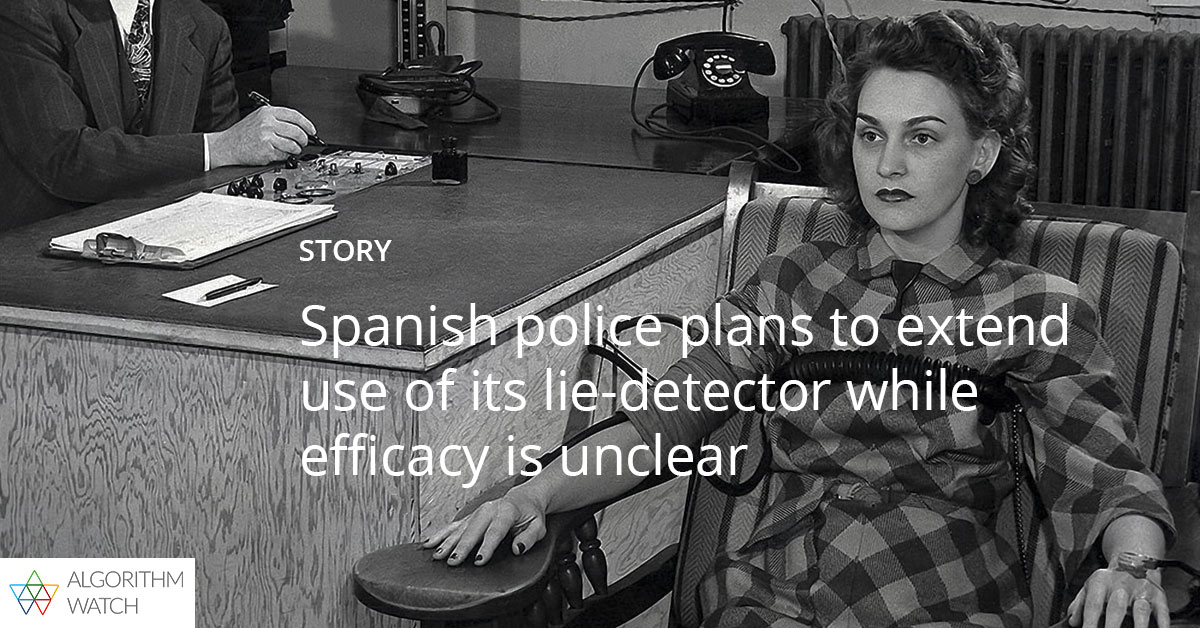 STORY
Spanish police plans to extend
use of its lie-detector while
efficacy is unclear
ALGORITHM
WATCH